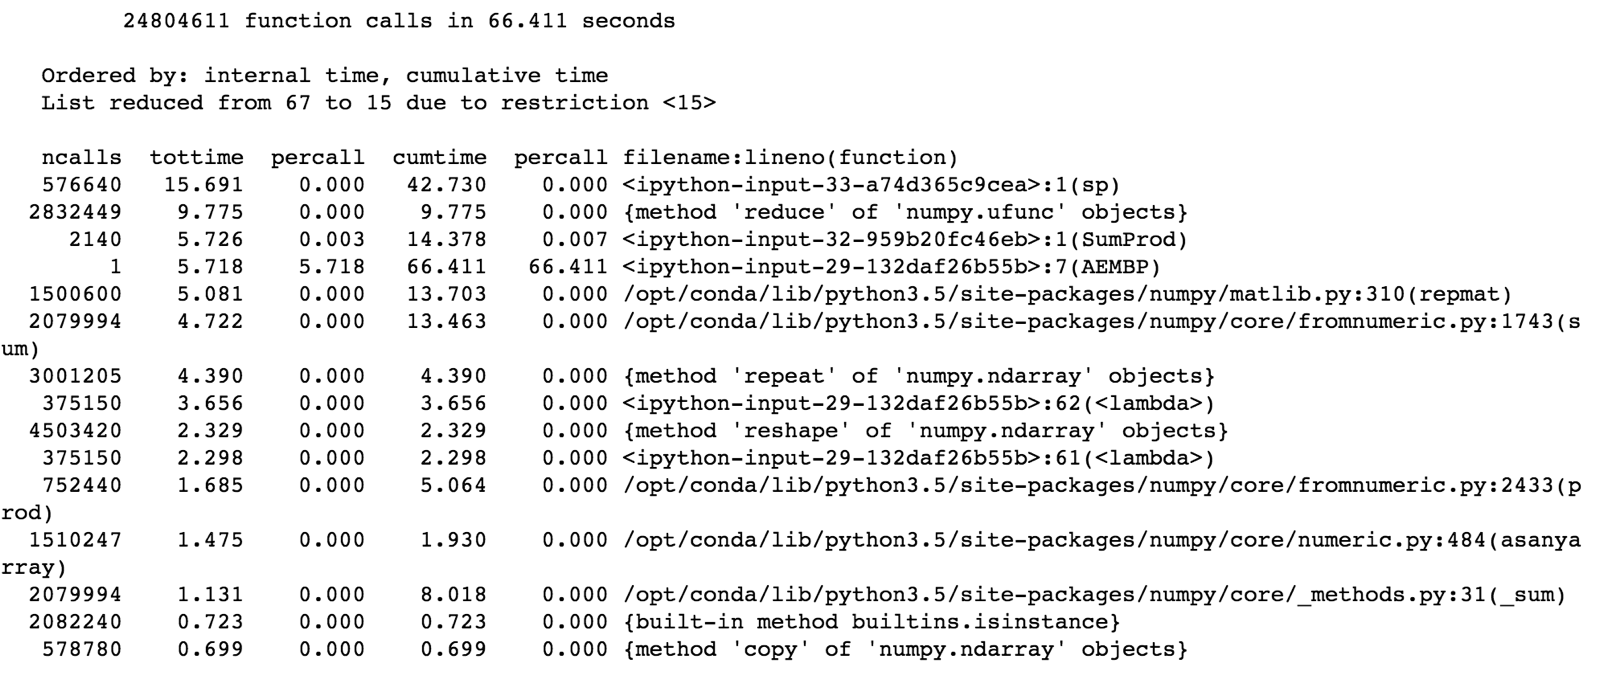 24804611 function calls in 66.411 seconds
Ordered by: internal time, cumulative time
List reduced from 67 to 15 due to restriction <15>
ncalls  tottime  percall  cumtime  percall filename:lineno(function)
576640   15.691    0.000   42.730    0.000 <ipython-input-33-a74d365c9cea>:1(sp)
2832449    9.775    0.000    9.775    0.000 {method 'reduce' of 'numpy.ufunc' objects}
2140    5.726    0.003   14.378    0.007 <ipython-input-32-959b20fc46eb>:1(SumProd)
1    5.718    5.718   66.411   66.411 <ipython-input-29-132daf26b55b>:7(AEMBP)
1500600    5.081    0.000   13.703    0.000 /opt/conda/lib/python3.5/site-packages/numpy/matlib.py:310(repmat)
2079994    4.722    0.000   13.463    0.000 /opt/conda/lib/python3.5/site-packages/numpy/core/fromnumeric.py:1743(s
um)
3001205    4.390    0.000    4.390    0.000 {method 'repeat' of 'numpy.ndarray' objects}
375150    3.656    0.000    3.656    0.000 <ipython-input-29-132daf26b55b>:62(<lambda>)
4503420    2.329    0.000    2.329    0.000 {method 'reshape' of 'numpy.ndarray' objects}
375150    2.298    0.000    2.298    0.000 <ipython-input-29-132daf26b55b>:61(<lambda>)
752440    1.685    0.000    5.064    0.000 /opt/conda/lib/python3.5/site-packages/numpy/core/fromnumeric.py:2433(p
rod)
1510247    1.475    0.000    1.930    0.000 /opt/conda/lib/python3.5/site-packages/numpy/core/numeric.py:484(asanya
rray)
2079994    1.131    0.000    8.018    0.000 /opt/conda/lib/python3.5/site-packages/numpy/core/_methods.py:31(_sum)
2082240    0.723    0.000    0.723    0.000 {built-in method builtins.isinstance}
578780    0.699    0.000    0.699    0.000 {method 'copy' of 'numpy.ndarray' objects}